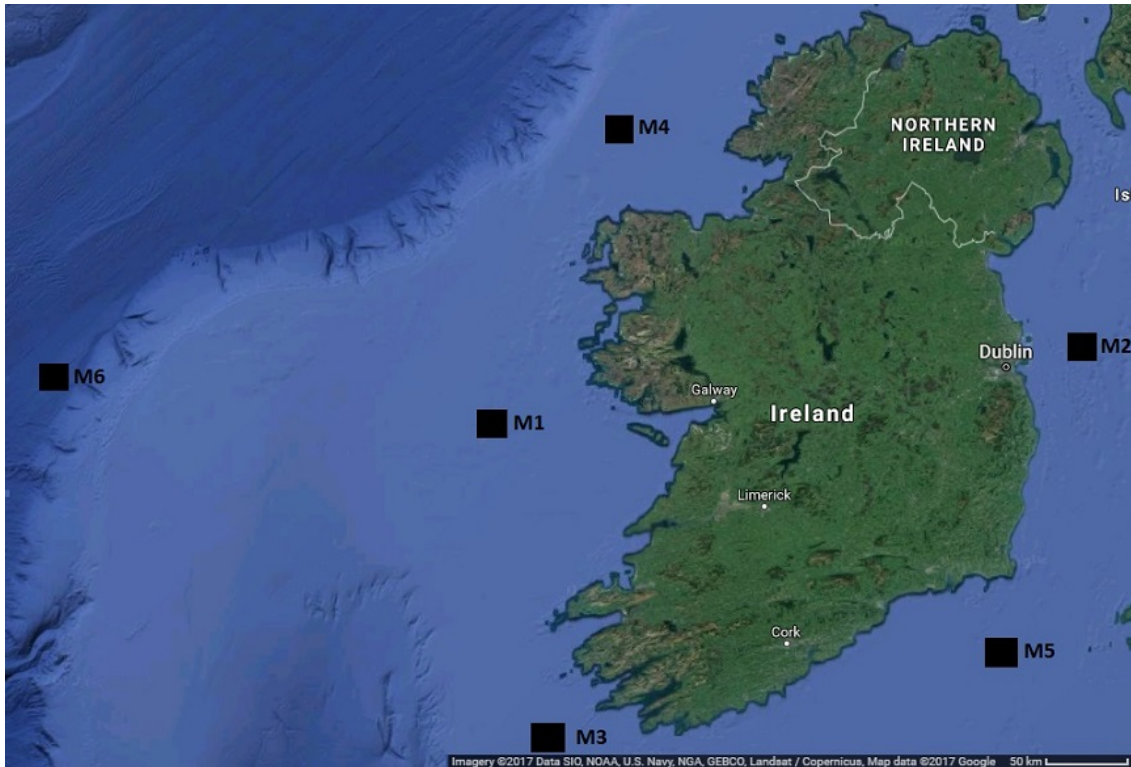 M4
NORTHERN
IRELAND
Is
Dublin
M2
M6
Galway
M1
Ireland
Limerick
Cork
M5
M3
Imagery ©2017 Data SIO, NOAA, U.S. Navy, NGA, GEBCO, Landsat / Copernicus, Map data ©2017 Google 50 km